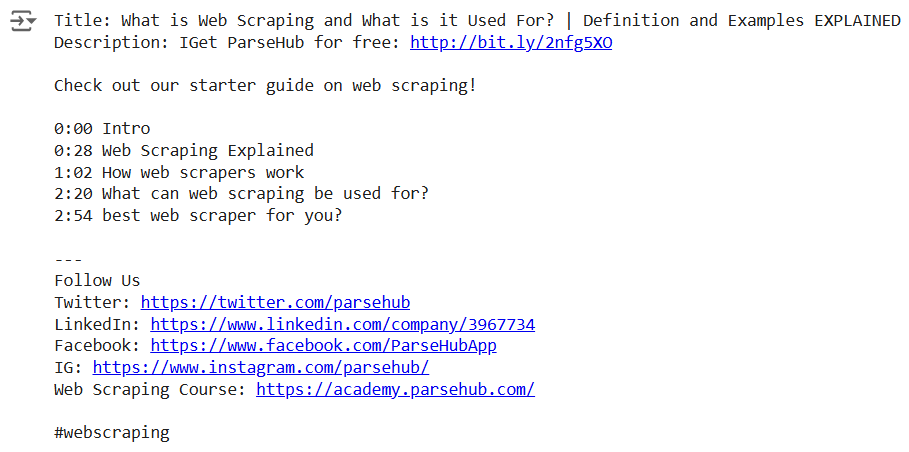 Title: What is Web Scraping and What is it Used For? | Definition and Examples EXPLAINED
Description: IGet ParseHub for free: http://bit.ly/2nfg5XO
Check out our starter guide on web scraping!
0:00 Intro
0:28 Web Scraping Explained
1:02 How web scrapers work
2:20 What can web scraping be used for?
2:54 best web scraper for you?
---
Follow Us
Twitter: https://twitter.com/parsehub
LinkedIn: https://www.linkedin.com/company/3967734
Facebook: https://www.facebook.com/ParseHubApp
IG: https://www.instagram.com/parsehub/
Web Scraping Course: https://academy.parsehub.com/
#webscraping